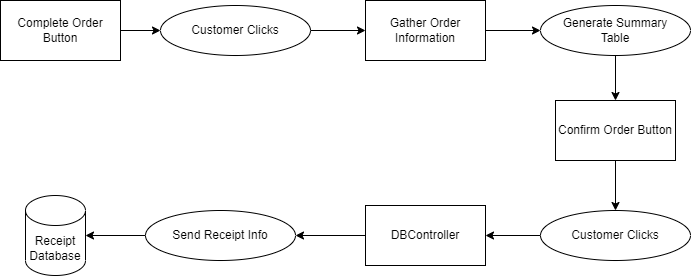 Complete Order
Button
Customer Clicks
Gather Order
Information
Generate Summary
Table
Confirm Order Button
Customer Clicks
DBController
Send Receipt Info
Receipt
Database